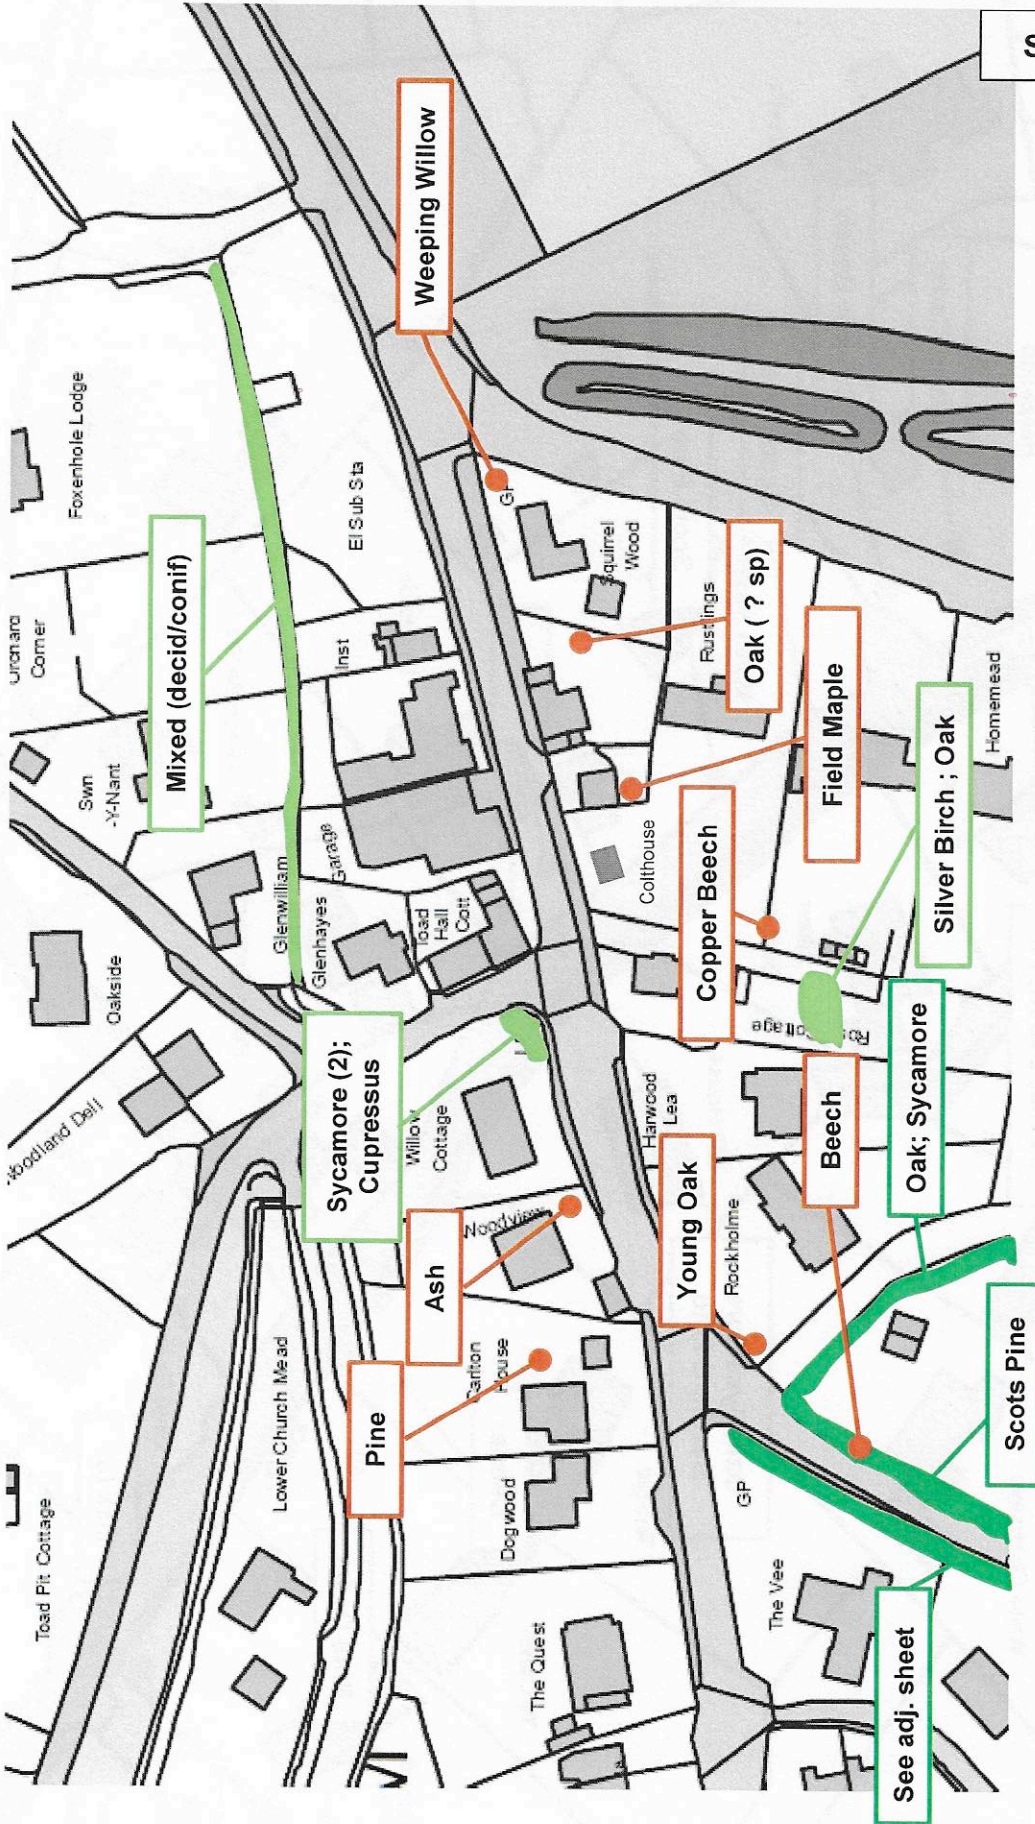 Toad Pit Cottage
Woodland Dell
Oakside
Swn
-Y-Nant
Corner
Foxenhole Lodge
Mixed (decid/conif)
Lower Church Mead
Sycamore (2);
Cupressus
Glenwilliam
Glenhayes
Garage
Inst
El Sub Sta
Weeping Willow
Pine
Ash
Willow
Cottage
Hall
Cott
The Quest
Dogwood
Carlton
House
Woodview
Squirrel
Wood
Young Oak
Harwood
Lea
Rockholme
Copper Beech
Colthouse
Field Maple
Rustlings
Oak ( ? sp)
The Vee
GP
Beech
Cottage
See adj. sheet
Scots Pine
Oak; Sycamore
Silver Birch ; Oak
Homemead
S